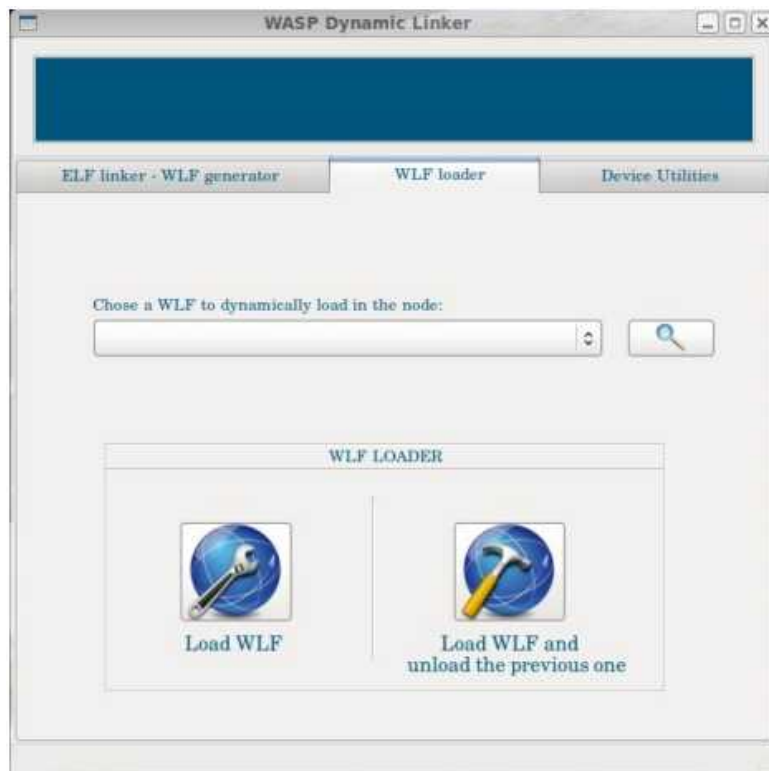 WASP Dynamic Linker
ELF linker - WLF generator
WLF loader
Device Utilities
Chose a WLF to dynamically load in the node:
WLF LOADER
Load WLF
Load WLF and
unload the previous one